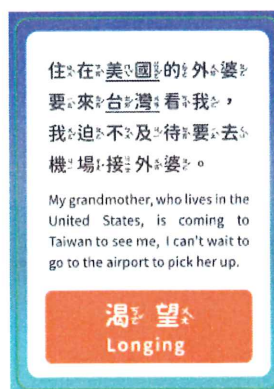 住在美國的外婆
要來台灣看我，
我迫不及待要去
機場接外婆。
My grandmother, who lives in the
United States, is coming to
Taiwan to see me, I can't wait to
go to the airport to pick her up.
渴望
Longing